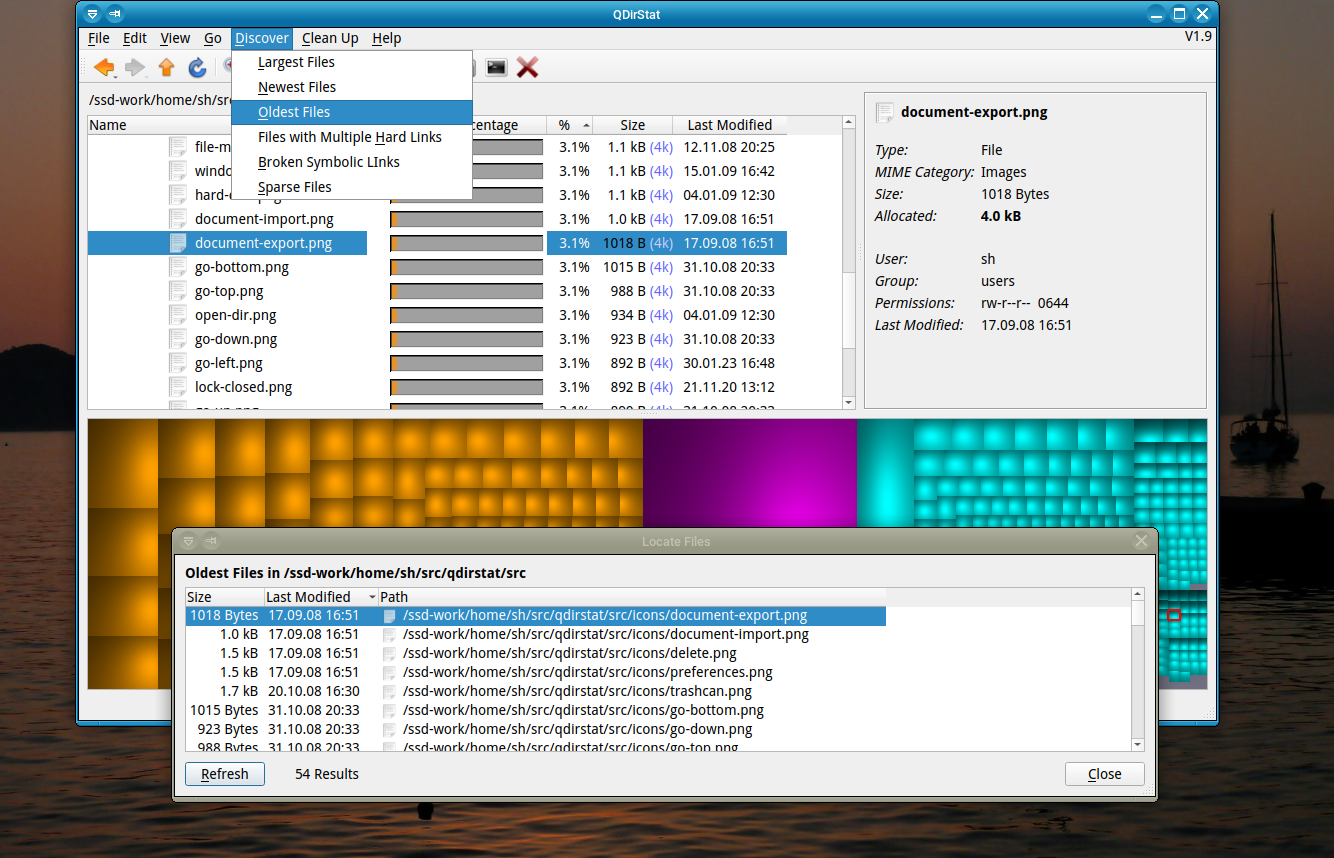 QDirStat
File Edit View Go Discover Clean Up Help V1.9
Largest Files
Newest Files
Oldest Files
Files with Multiple Hard Links
Broken Symbolic LInks
Sparse Files
/ssd-work/home/sh/src
Name centage % Size Last Modified
file-m 3.1% 1.1 kB (4k) 12.11.08 20:25
windo 3.1% 1.1 kB (4k) 15.01.09 16:42
hard- 3.1% 1.1 kB (4k) 04.01.09 12:30
document-import.png 3.1% 1.0 kB (4k) 17.09.08 16:51
document-export.png 3.1% 1018 B (4k) 17.09.08 16:51
go-bottom.png 3.1% 1015 B (4k) 31.10.08 20:33
go-top.png 3.1% 988 B (4k) 31.10.08 20:33
open-dir.png 3.1% 934 B (4k) 04.01.09 12:30
go-down.png 3.1% 923 B (4k) 31.10.08 20:33
go-left.png 3.1% 892 B (4k) 30.01.23 16:48
lock-closed.png 3.1% 892 B (4k) 21.11.20 13:12
document-export.png
Type: File
MIME Category: Images
Size: 1018 Bytes
Allocated: 4.0 kB
User: sh
Group: users
Permissions: rw-r--r-- 0644
Last Modified: 17.09.08 16:51
Locate Files
Oldest Files in /ssd-work/home/sh/src/qdirstat/src
Size Last Modified Path
1018 Bytes 17.09.08 16:51 /ssd-work/home/sh/src/qdirstat/src/icons/document-export.png
1.0 kB 17.09.08 16:51 /ssd-work/home/sh/src/qdirstat/src/icons/document-import.png
1.5 kB 17.09.08 16:51 /ssd-work/home/sh/src/qdirstat/src/icons/delete.png
1.5 kB 17.09.08 16:51 /ssd-work/home/sh/src/qdirstat/src/icons/preferences.png
1.7 kB 20.10.08 16:30 /ssd-work/home/sh/src/qdirstat/src/icons/trashcan.png
1015 Bytes 31.10.08 20:33 /ssd-work/home/sh/src/qdirstat/src/icons/go-bottom.png
923 Bytes 31.10.08 20:33 /ssd-work/home/sh/src/qdirstat/src/icons/go-down.png
988 Bytes 31.10.08 20:33 /ssd-work/home/sh/src/qdirstat/src/icons/go-top.png
Refresh 54 Results Close